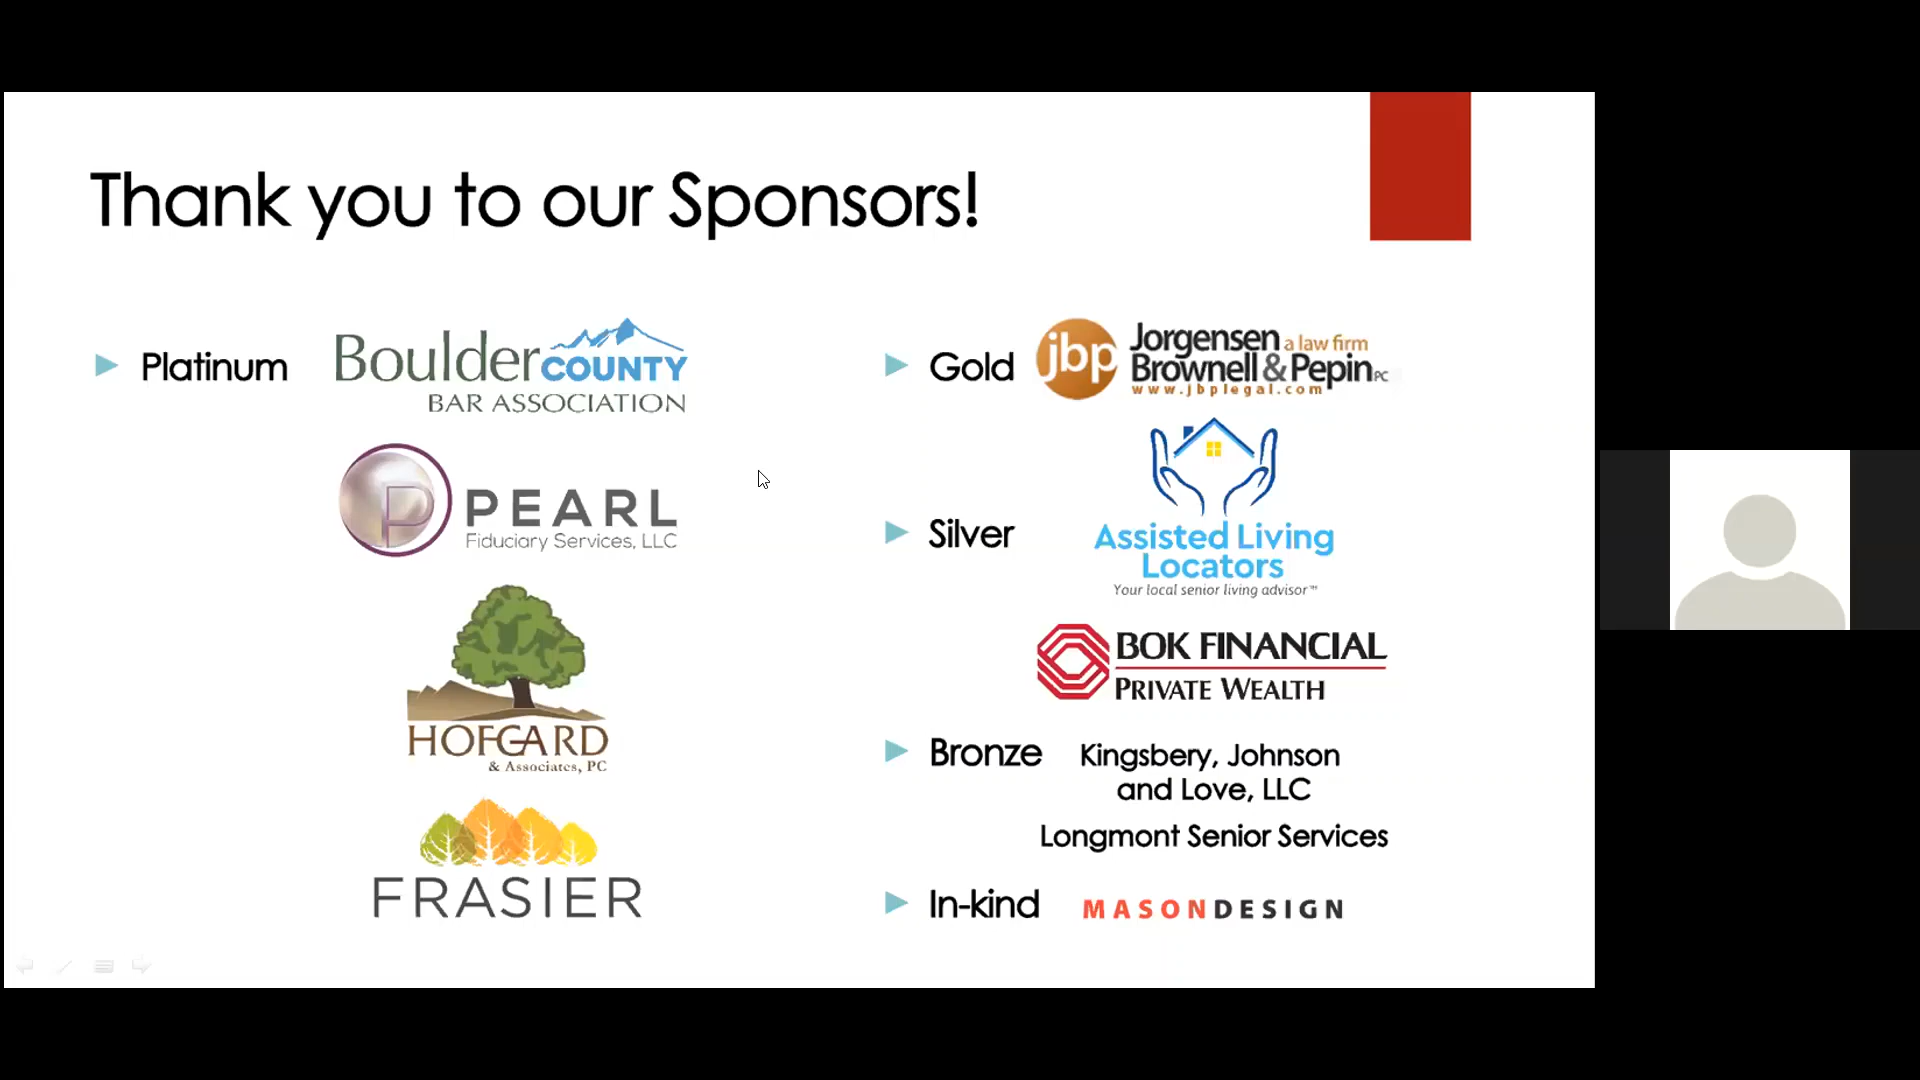 Thank you to our Sponsors!
Platinum
Boulder COUNTY
BAR ASSOCIATION
P
PEARL
Fiduciary Services, LLC
HOFGARD
& Associates, PC
FRASIER
Gold
jbp
Jorgensen a law firm
Brownell & Pepin PC
www.jbplegal.com
Silver
Assisted Living
Locators
Your local senior living advisor™
BOK FINANCIAL
PRIVATE WEALTH
Bronze
Kingsbery, Johnson
and Love, LLC
Longmont Senior Services
In-kind
MASONDESIGN